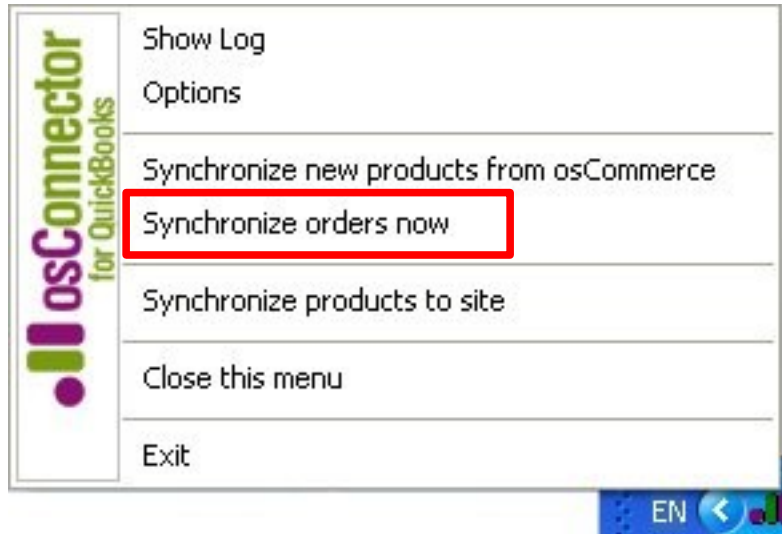 osConnector
for QuickBooks
Show Log
Options
Synchronize new products from osCommerce
Synchronize orders now
Synchronize products to site
Close this menu
Exit
EN